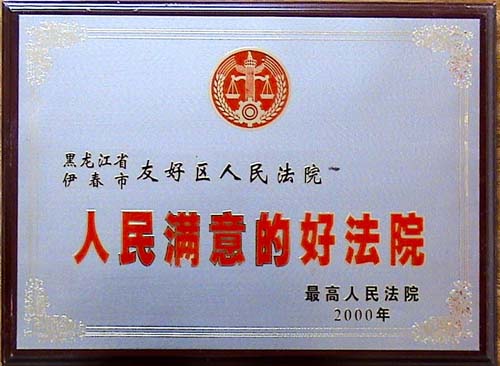 黑龙江省
伊春市 友好区人民法院
人民满意的好法院
最高人民法院
2000年